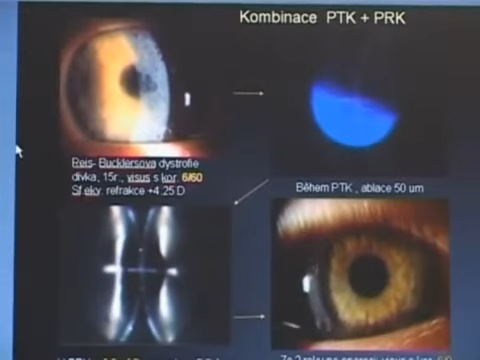 Kombinace PTK + PRK
Reis- Bucklersova dystrofie
dívka, 15r., visus s kor. 6/60
Sf ekv. refrakce +4.25 D
Během PTK , ablace 50 um